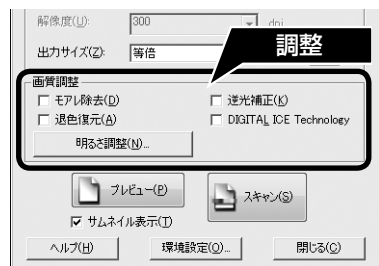 解像度(U): 300 dpi
出力サイズ(Z): 等倍
調整
画質調整
モアレ除去(D) 逆光補正(K)
退色復元(A) DIGITAL ICE Technology
明るさ調整(N)...
プレビュー(P) スキャン(S)
サムネイル表示(T)
ヘルプ(H) 環境設定(O)... 閉じる(C)